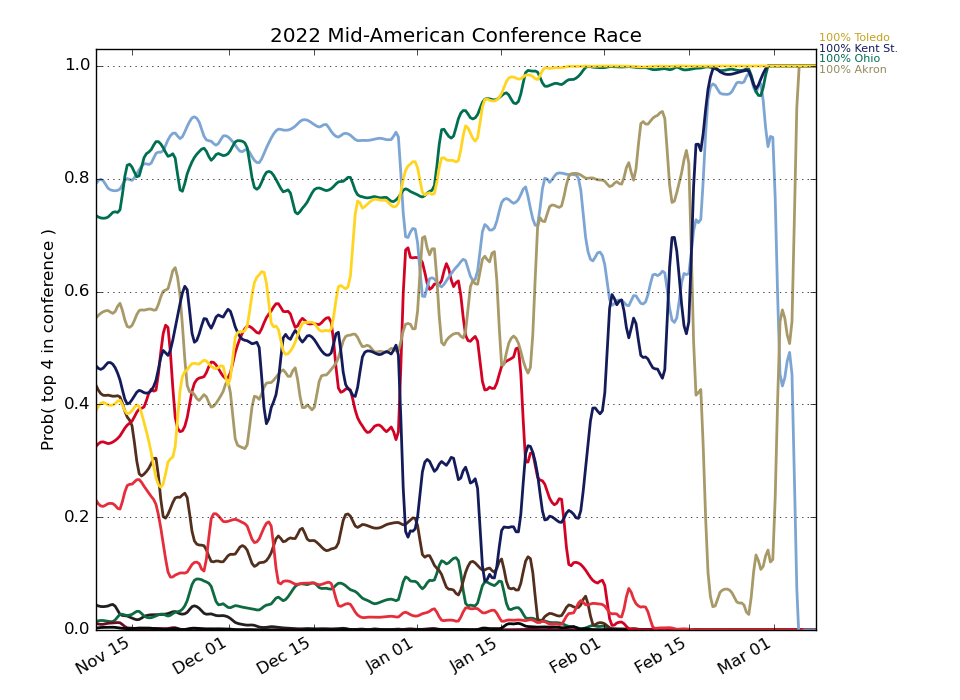 2022 Mid-American Conference Race
100% Toledo
100% Kent St.
100% Ohio
100% Akron
Prob( top 4 in conference )
1.0
0.8
0.6
0.4
0.2
0.0
Nov 15
Dec 01
Dec 15
Jan 01
Jan 15
Feb 01
Feb 15
Mar 01